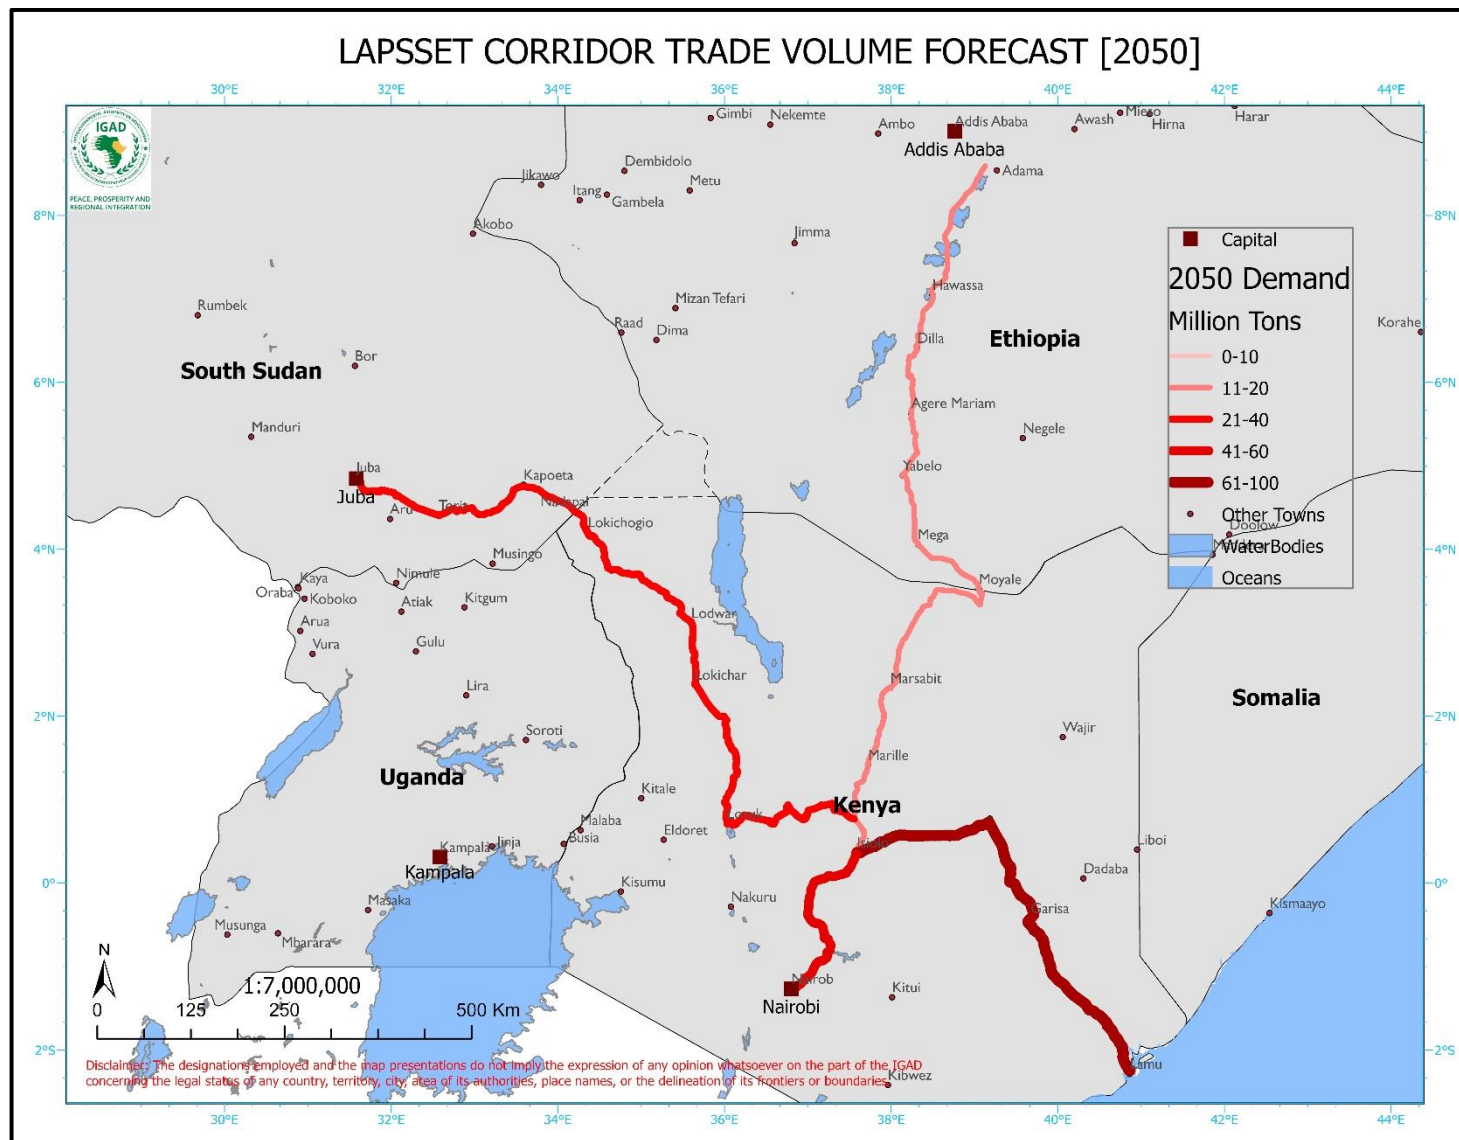 LAPSSET CORRIDOR TRADE VOLUME FORECAST [2050]
30°E 32°E 34°E 36°E 38°E 40°E 42°E 44°E
IGAD
PEACE, PROSPERITY AND
REGIONAL INTEGRATION
Gimbi
Nekemte
Ambo
Addis Ababa
Addis Ababa
Awash
Mieso
Hirna
Harar
Adama
Dembidolo
Metu
Jikawo
Itang
Gambela
8°N
8°N
Akobo
Jimma
Capital
2050 Demand
Million Tons
0-10
11-20
21-40
41-60
61-100
Other Towns
WaterBodies
Oceans
Hawassa
Mizan Tefari
Rumbek
Raad
Dima
Dilla
Ethiopia
Korahe
Bor
South Sudan
6°N
6°N
Agere Mariam
Manduri
Negele
Juba
Juba
Kapoeta
Yabelo
Aru
Torit
Nadapal
Lokichogio
Mega
Doolow
4°N
4°N
Musingo
Moyale
Kaya
Nimule
Oraba
Koboko
Atiak
Kitgum
Arua
Vura
Gulu
Lodwar
Lokichar
Marsabit
Lira
Somalia
2°N
2°N
Soroti
Wajir
Marille
Uganda
Kitale
Kenya
Malaba
Eldoret
Busia
Isiolo
Liboi
Kampala
Kampala
Jinja
Dadaba
0°
0°
Kisumu
Nakuru
Garisa
Kismaayo
Masaka
Musunga
Mbarara
N
1:7,000,000
0 125 250 500 Km
Nairob
Nairobi
Kitui
2°S
2°S
Lamu
Kibwez
Disclaimer: The designations employed and the map presentations do not imply the expression of any opinion whatsoever on the part of the IGAD
concerning the legal status of any country, territory, city, area of its authorities, place names, or the delineation of its frontiers or boundaries
30°E 32°E 34°E 36°E 38°E 40°E 42°E 44°E